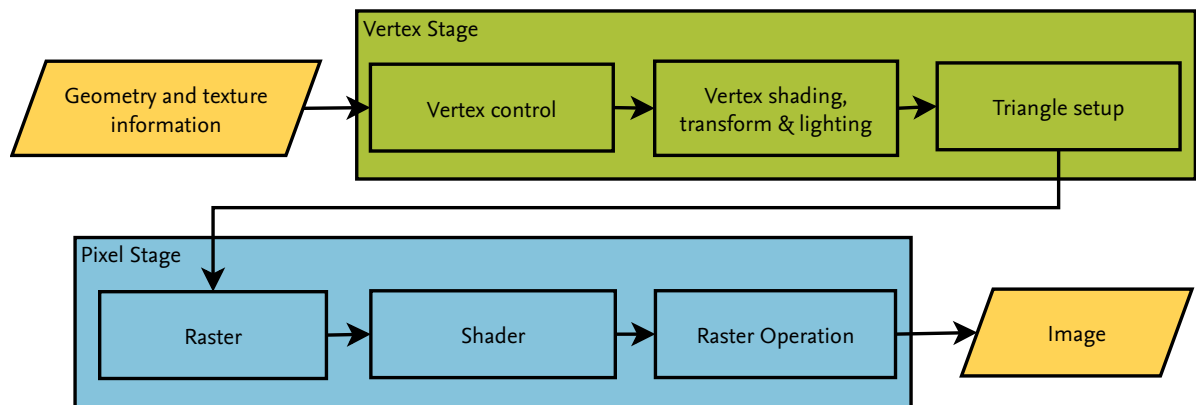 Vertex Stage
Geometry and texture
information
Vertex control
Vertex shading,
transform & lighting
Triangle setup
Pixel Stage
Raster
Shader
Raster Operation
Image